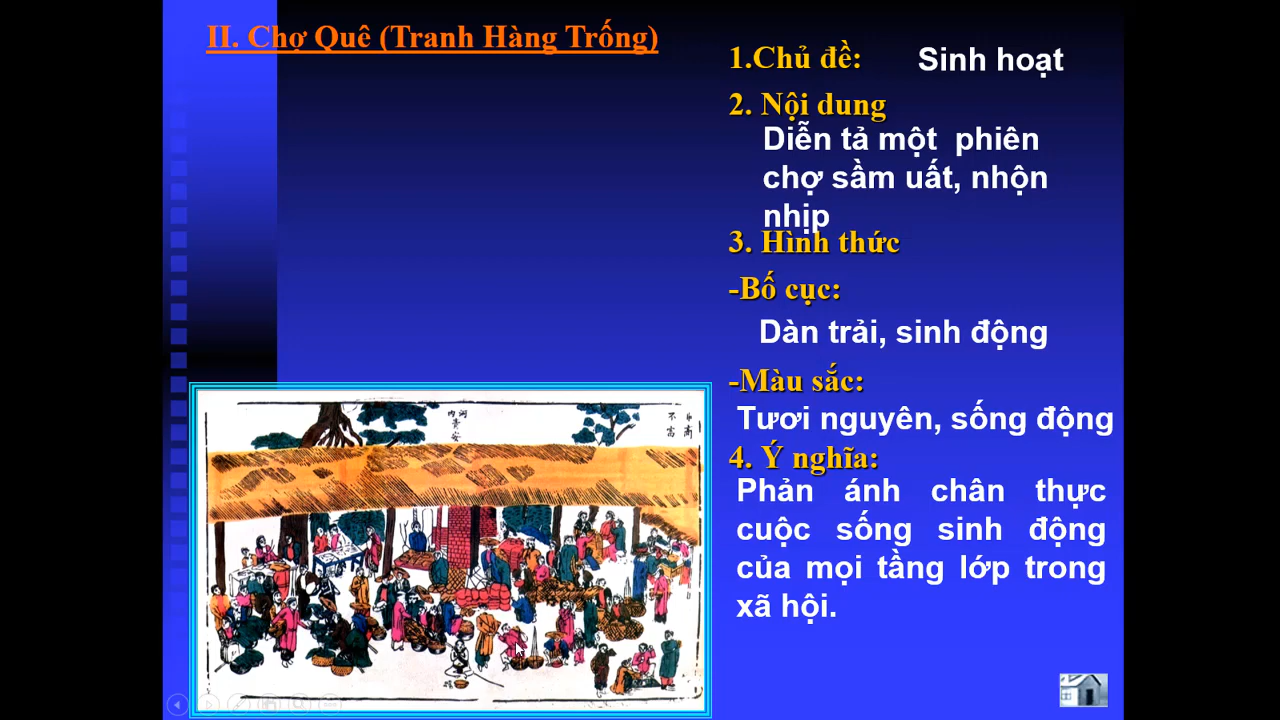 II. Chợ Quê (Tranh Hàng Trống)
1.Chủ đề: Sinh hoạt
2. Nội dung
Diễn tả một phiên
chợ sầm uất, nhộn
nhịp
3. Hình thức
-Bố cục:
Dàn trải, sinh động
-Màu sắc:
Tươi nguyên, sống động
4. Ý nghĩa:
Phản ánh chân thực
cuộc sống sinh động
của mọi tầng lớp trong
xã hội.